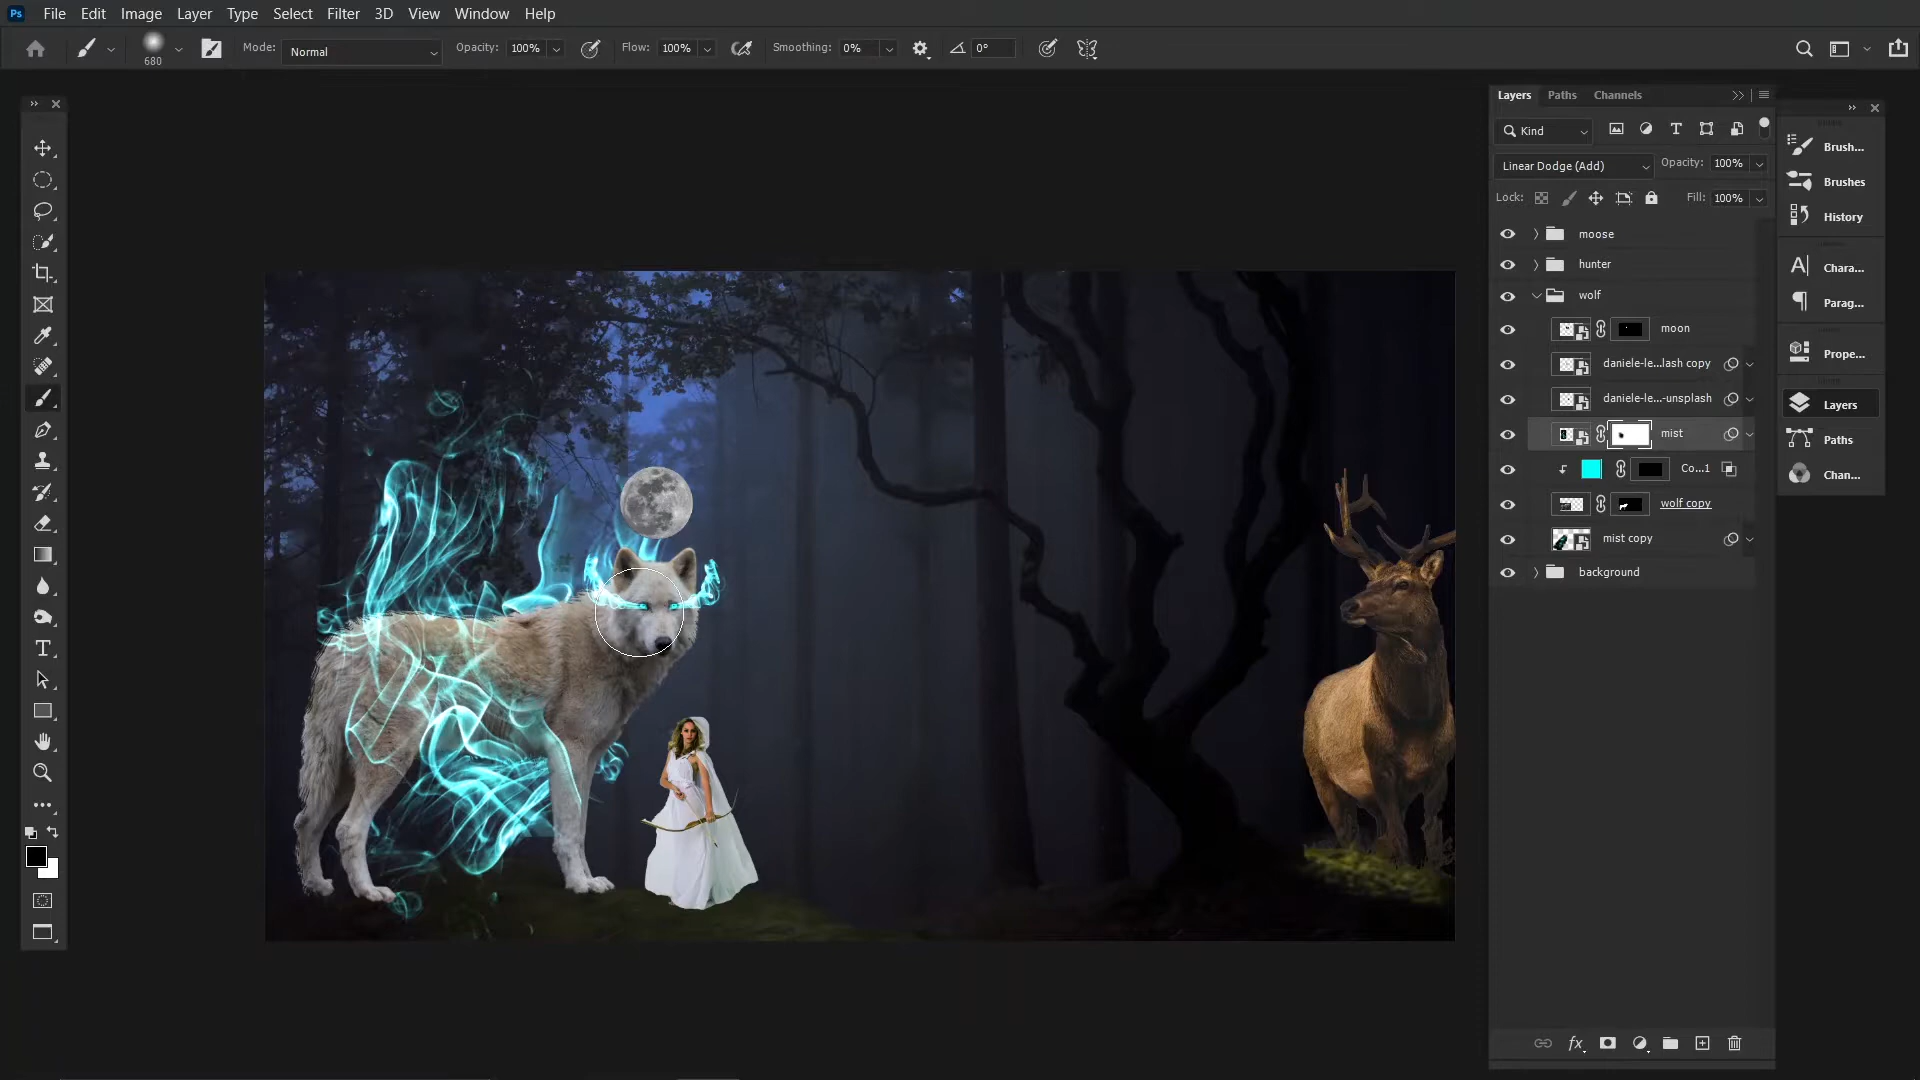 Ps File Edit Image Layer Type Select Filter 3D View Window Help
680 Mode: Normal Opacity: 100% Flow: 100% Smoothing: 0% 0°
Layers Paths Channels
Kind
Linear Dodge (Add) Opacity: 100%
Lock: Fill: 100%
moose
hunter
wolf
moon
daniele-le...lash copy
daniele-le...-unsplash
mist
Co...1
wolf copy
mist copy
background
Brush...
Brushes
History
Chara...
Parag...
Prope...
Layers
Paths
Chan...